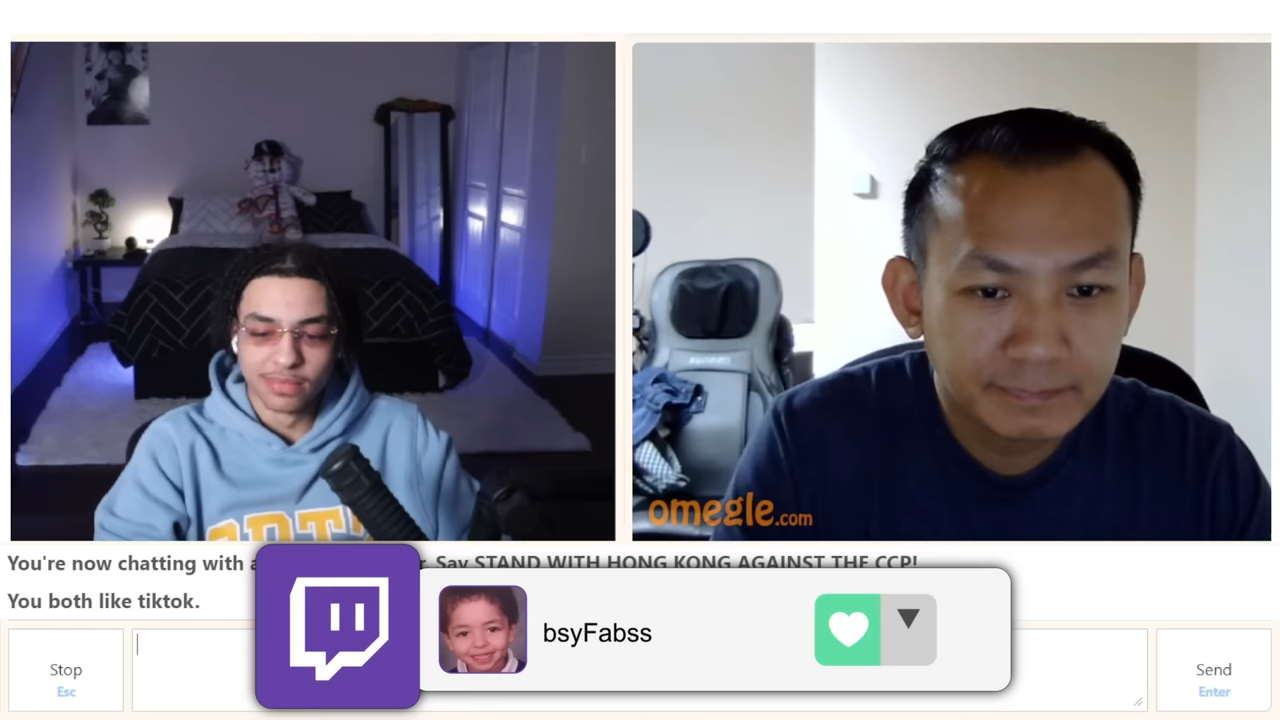 omegle.com
You're now chatting with a r. Say STAND WITH HONG KONG AGAINST THE CCP!
You both like tiktok.
bsyFabss
Stop
Esc
Send
Enter